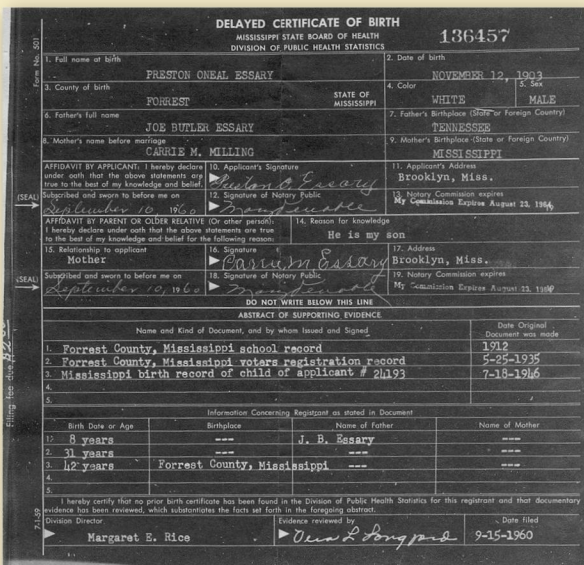 DELAYED CERTIFICATE OF BIRTH
MISSISSIPPI STATE BOARD OF HEALTH
DIVISION OF PUBLIC HEALTH STATISTICS
136457
Form No. 501
1. Full name at birth
PRESTON ONEAL ESSARY
2. Date of birth
NOVEMBER 12, 1903
3. County of birth
FORREST
STATE OF
MISSISSIPPI
4. Color
WHITE
5. Sex
MALE
6. Father's full name
JOE BUTLER ESSARY
7. Father's Birthplace (State or Foreign Country)
TENNESSEE
8. Mother's name before marriage
CARRIE M. MILLING
9. Mother's Birthplace (State or Foreign Country)
MISSISSIPPI
AFFIDAVIT BY APPLICANT: I hereby declare
under oath that the above statements are
true to the best of my knowledge and belief.
10. Applicant's Signature
Preston O. Essary
11. Applicant's Address
Brooklyn, Miss.
(SEAL)
Subscribed and sworn to before me on
September 10 1960
12. Signature of Notary Public
13. Notary Commission expires
My Commission Expires August 23, 1964
AFFIDAVIT BY PARENT OR OLDER RELATIVE (Or other person):
I hereby declare under oath that the above statements are true
to the best of my knowledge and belief for the following reason:
14. Reason for knowledge
He is my son
15. Relationship to applicant
Mother
16. Signature
Carrie M Essary
17. Address
Brooklyn, Miss.
(SEAL)
Subscribed and sworn to before me on
September 10, 1960
18. Signature of Notary Public
19. Notary Commission expires
My Commission Expires August 23, 1964
DO NOT WRITE BELOW THIS LINE
ABSTRACT OF SUPPORTING EVIDENCE
Name and Kind of Document, and by whom Issued and Signed
Date Original
Document was made
1. Forrest County, Mississippi school record
1912
2. Forrest County, Mississippi voters registration record
5-25-1935
3. Mississippi birth record of child of applicant # 24193
7-18-1946
4.
5.
Filing fee due
Information Concerning Registrant as stated in Document
Birth Date or Age
Birthplace
Name of Father
Name of Mother
1. 8 years --- J. B. Essary ---
2. 31 years --- --- ---
3. 42 years Forrest County, Mississippi --- ---
4.
5.
I hereby certify that no prior birth certificate has been found in the Division of Public Health Statistics for this registrant and that documentary
evidence has been reviewed, which substantiates the facts set forth in the foregoing abstract.
7-1-59
Division Director
Margaret E. Rice
Evidence reviewed by
Date filed
9-15-1960